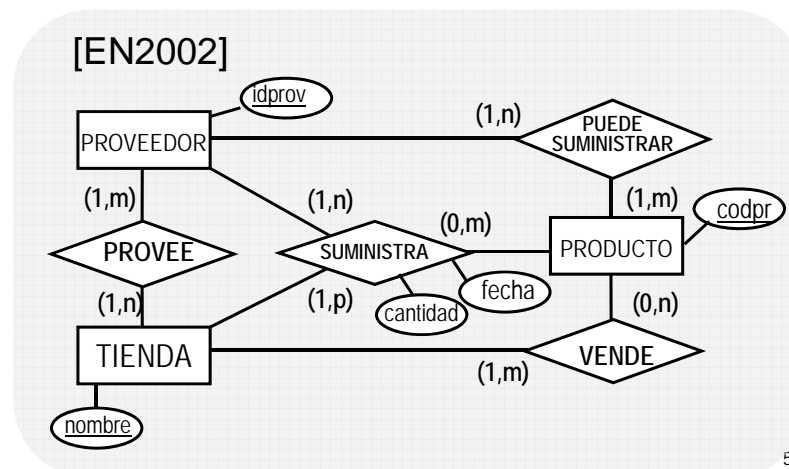 [EN2002]
idprov
PROVEEDOR
(1,n)
PUEDE
SUMINISTRAR
(1,m)
(1,n)
(0,m)
(1,m)
codpr
PROVEE
SUMINISTRA
PRODUCTO
(1,n)
(1,p)
cantidad
fecha
(0,n)
TIENDA
(1,m)
VENDE
nombre
5